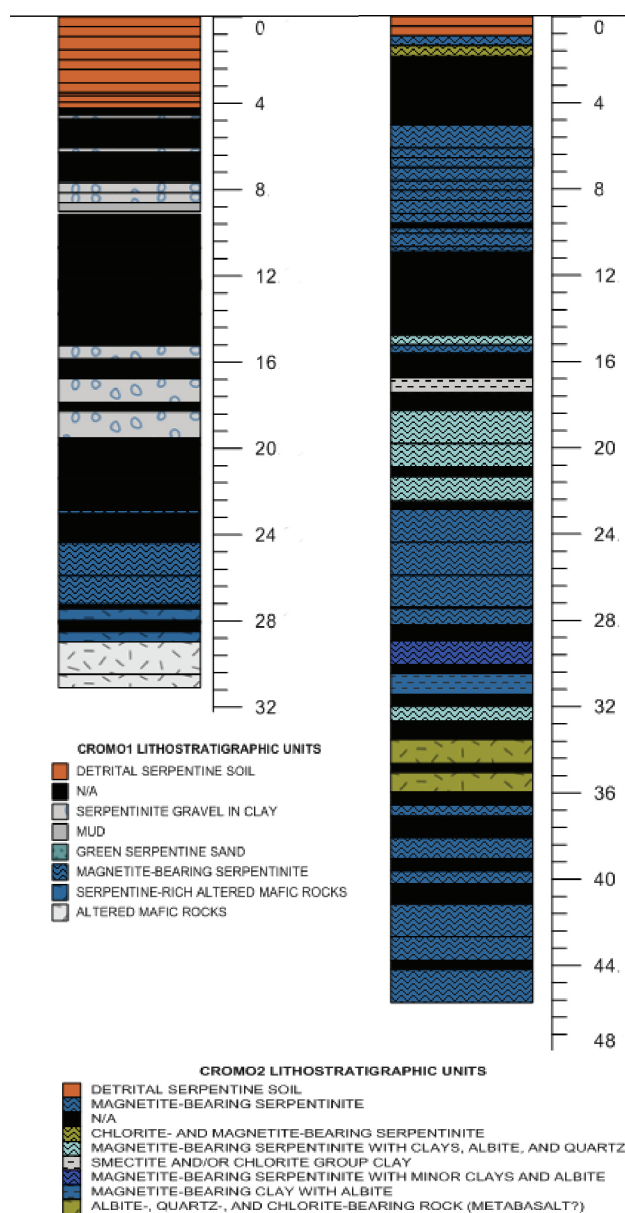 0
4
8
12
16
20
24
28
32
CROMO1 LITHOSTRATIGRAPHIC UNITS
DETRITAL SERPENTINE SOIL
N/A
SERPENTINITE GRAVEL IN CLAY
MUD
GREEN SERPENTINE SAND
MAGNETITE-BEARING SERPENTINITE
SERPENTINE-RICH ALTERED MAFIC ROCKS
ALTERED MAFIC ROCKS
0
4
8
12
16
20
24
28
32
36
40
44
48
CROMO2 LITHOSTRATIGRAPHIC UNITS
DETRITAL SERPENTINE SOIL
MAGNETITE-BEARING SERPENTINITE
N/A
CHLORITE- AND MAGNETITE-BEARING SERPENTINITE
MAGNETITE-BEARING SERPENTINITE WITH CLAYS, ALBITE, AND QUARTZ
SMECTITE AND/OR CHLORITE GROUP CLAY
MAGNETITE-BEARING SERPENTINITE WITH MINOR CLAYS AND ALBITE
MAGNETITE-BEARING CLAY WITH ALBITE
ALBITE-, QUARTZ-, AND CHLORITE-BEARING ROCK (METABASALT?)